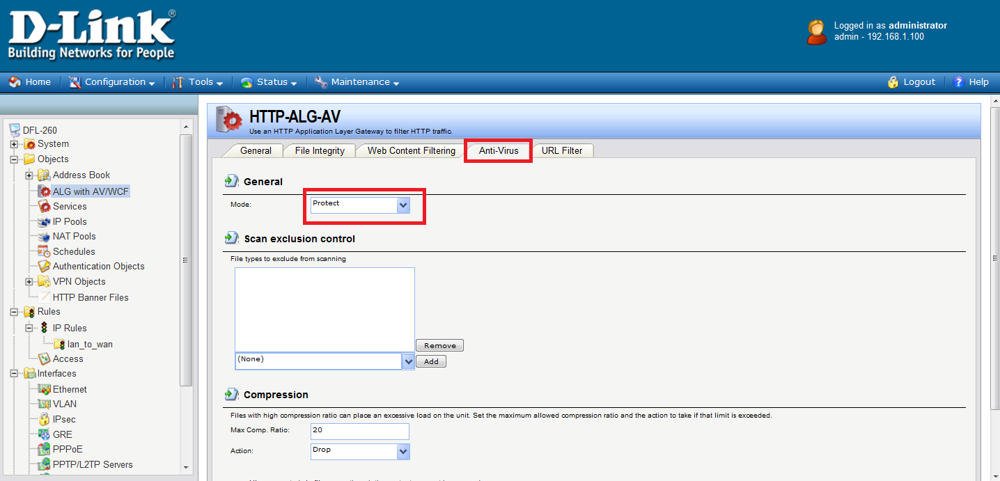 D-Link®
Building Networks for People
Logged in as administrator
admin - 192.168.1.100
Home Configuration Tools Status Maintenance Logout Help
DFL-260
System
Objects
Address Book
ALG with AV/WCF
Services
IP Pools
NAT Pools
Schedules
Authentication Objects
VPN Objects
HTTP Banner Files
Rules
IP Rules
lan_to_wan
Access
Interfaces
Ethernet
VLAN
IPsec
GRE
PPPoE
PPTP/L2TP Servers
HTTP-ALG-AV
Use an HTTP Application Layer Gateway to filter HTTP traffic.
General File Integrity Web Content Filtering Anti-Virus URL Filter
General
Mode: Protect
Scan exclusion control
File types to exclude from scanning
Remove
(None) Add
Compression
Files with high compression ratio can place an excessive load on the unit. Set the maximum allowed compression ratio and the action to take if that limit is exceeded.
Max Comp. Ratio: 20
Action: Drop